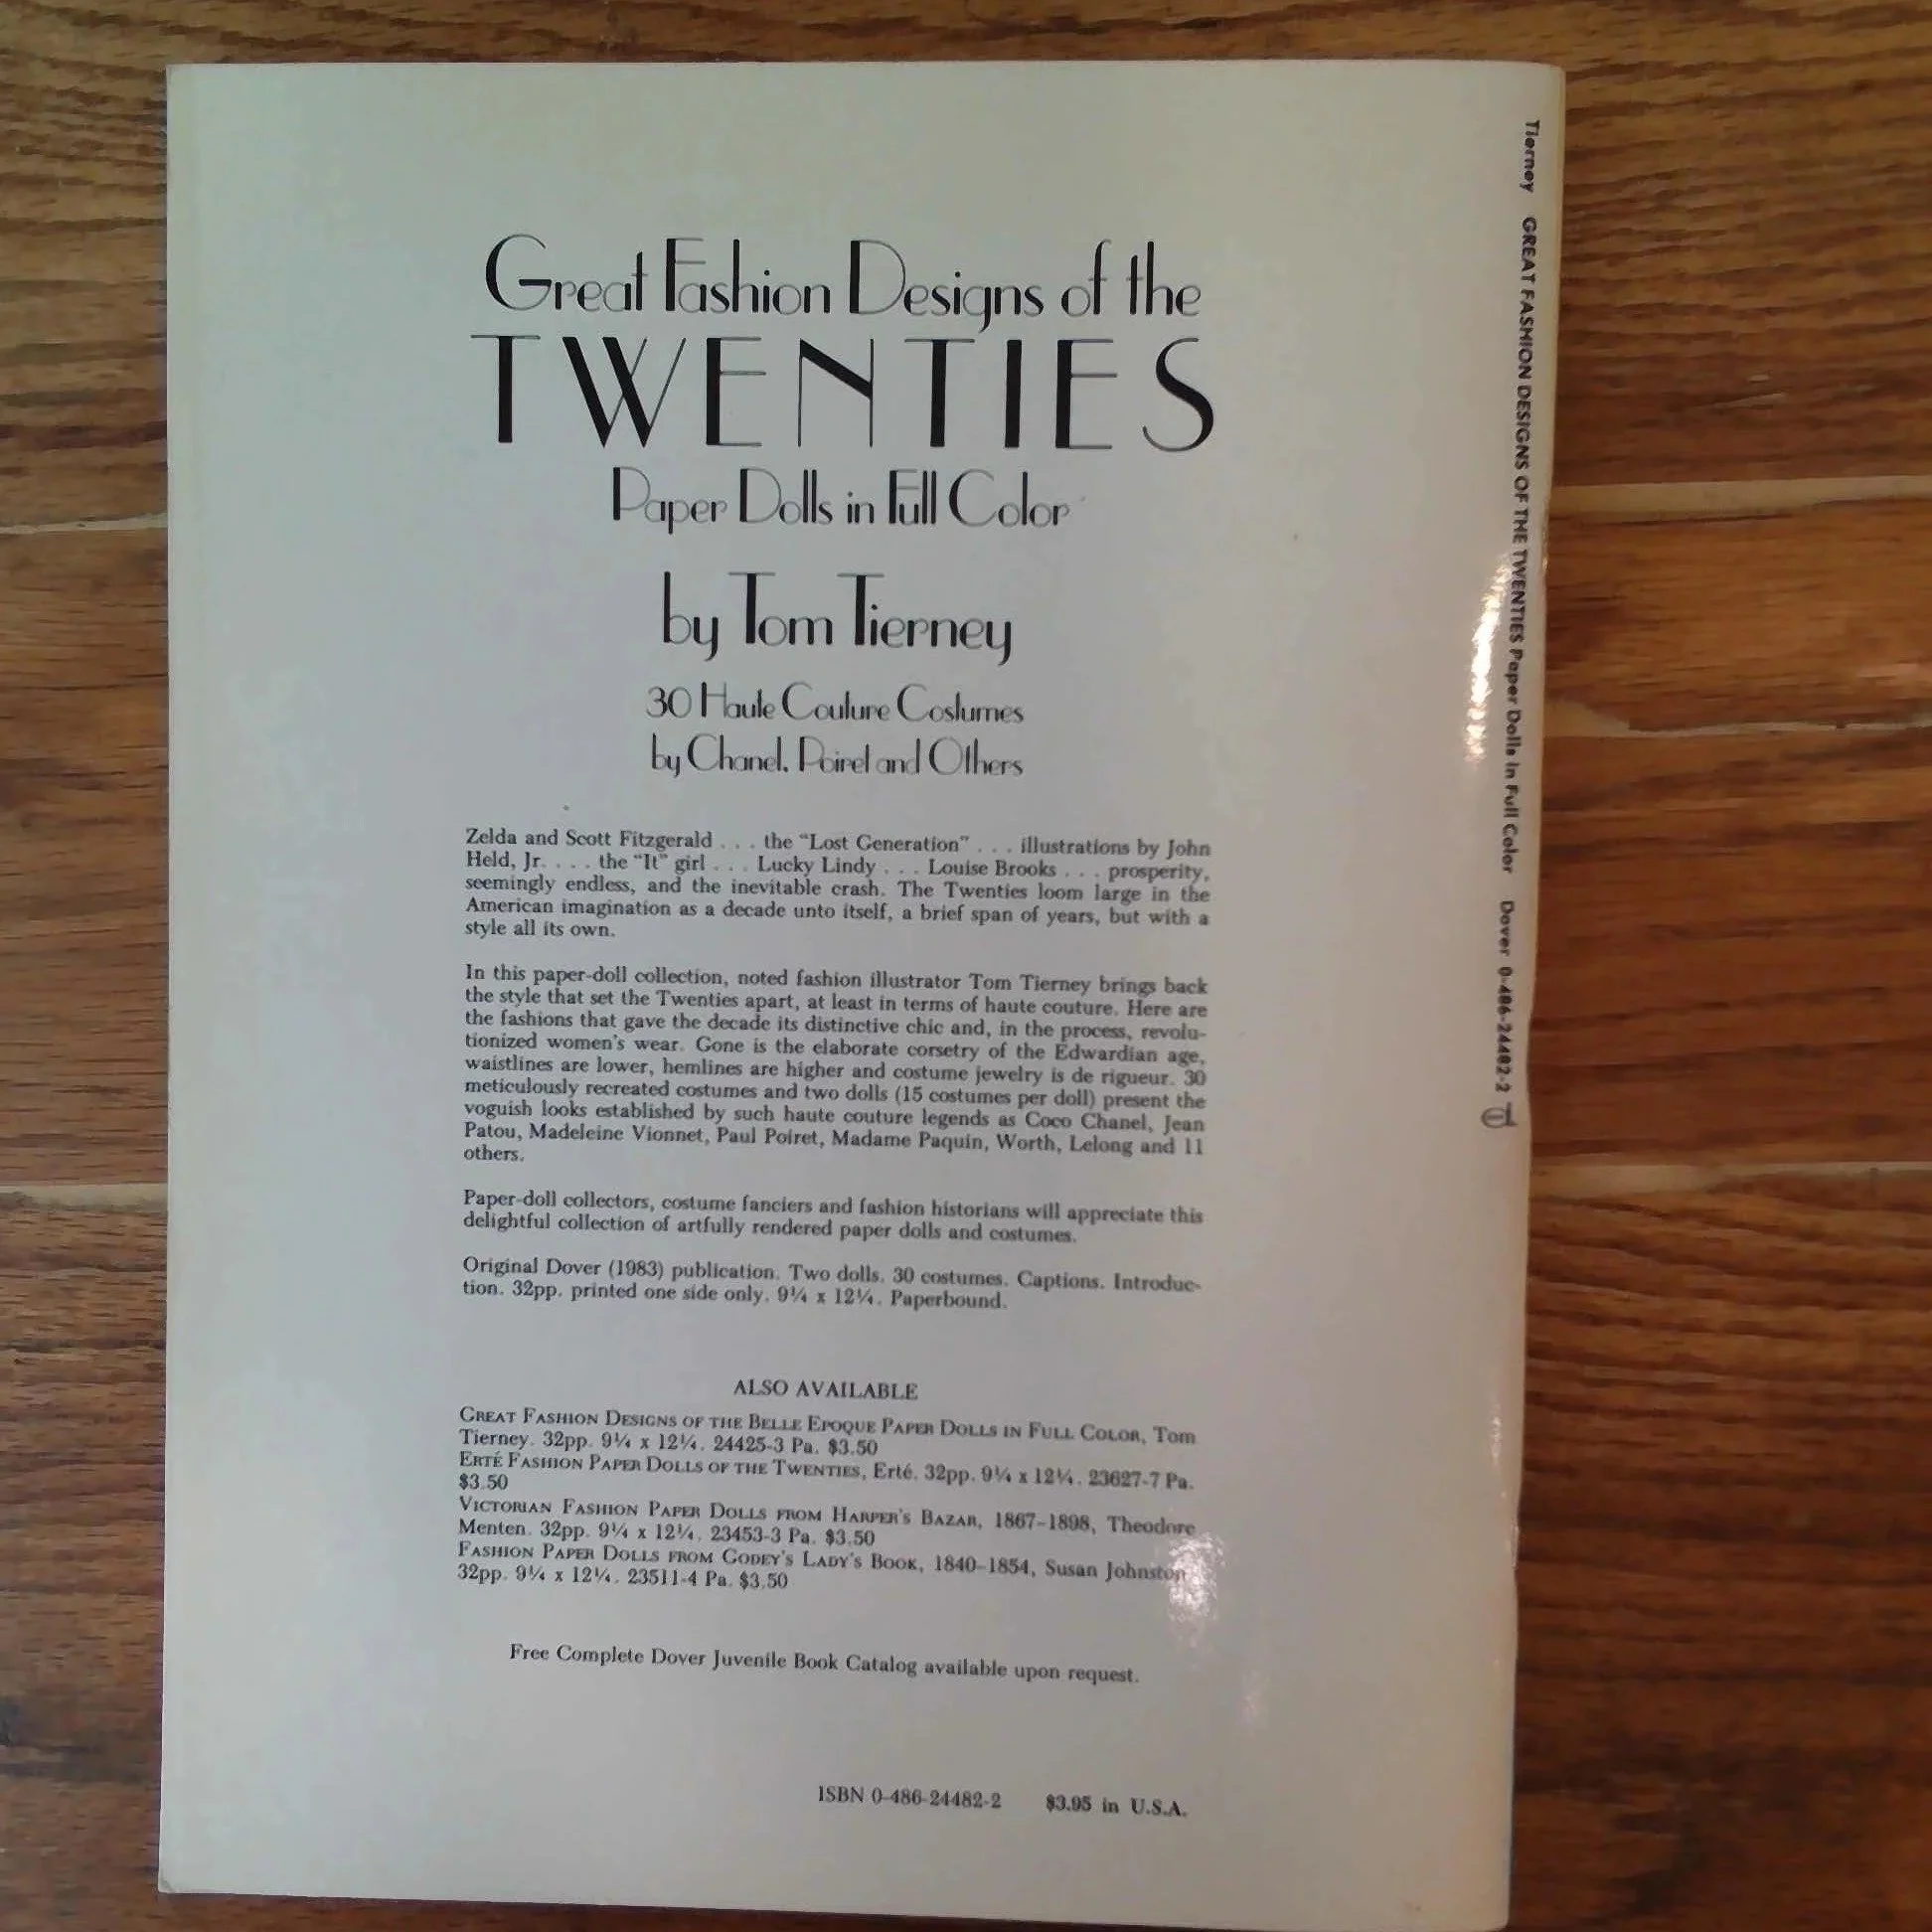 Great Fashion Designs of the
TWENTIES
Paper Dolls in Full Color
by Tom Tierney
30 Haute Couture Costumes
by Chanel, Poiret and Others
Zelda and Scott Fitzgerald . . . the “Lost Generation” . . . illustrations by John
Held, Jr. . . . the “It” girl . . . Lucky Lindy . . . Louise Brooks . . . prosperity,
seemingly endless, and the inevitable crash. The Twenties loom large in the
American imagination as a decade unto itself, a brief span of years, but with a
style all its own.
In this paper-doll collection, noted fashion illustrator Tom Tierney brings back
the style that set the Twenties apart, at least in terms of haute couture. Here are
the fashions that gave the decade its distinctive chic and, in the process, revolu-
tionized women's wear. Gone is the elaborate corsetry of the Edwardian age,
waistlines are lower, hemlines are higher and costume jewelry is de rigueur. 30
meticulously recreated costumes and two dolls (15 costumes per doll) present the
voguish looks established by such haute couture legends as Coco Chanel, Jean
Patou, Madeleine Vionnet, Paul Poiret, Madame Paquin, Worth, Lelong and 11
others.
Paper-doll collectors, costume fanciers and fashion historians will appreciate this
delightful collection of artfully rendered paper dolls and costumes.
Original Dover (1983) publication. Two dolls. 30 costumes. Captions. Introduc-
tion. 32pp. printed one side only. 9¼ x 12¼. Paperbound.
ALSO AVAILABLE
GREAT FASHION DESIGNS OF THE BELLE EPOQUE PAPER DOLLS IN FULL COLOR, Tom
Tierney. 32pp. 9¼ x 12¼. 24425-3 Pa. $3.50
ERTÉ FASHION PAPER DOLLS OF THE TWENTIES, Erté. 32pp. 9¼ x 12¼. 23627-7 Pa.
$3.50
VICTORIAN FASHION PAPER DOLLS FROM HARPER'S BAZAR, 1867–1898, Theodore
Menten. 32pp. 9¼ x 12¼. 23453-3 Pa. $3.50
FASHION PAPER DOLLS FROM GODEY'S LADY'S BOOK, 1840–1854, Susan Johnston
32pp. 9¼ x 12¼. 23511-4 Pa. $3.50
Free Complete Dover Juvenile Book Catalog available upon request.
ISBN 0-486-24482-2 $3.95 in U.S.A.
Tierney GREAT FASHION DESIGNS OF THE TWENTIES Paper Dolls in Full Color Dover 0-486-24482-2